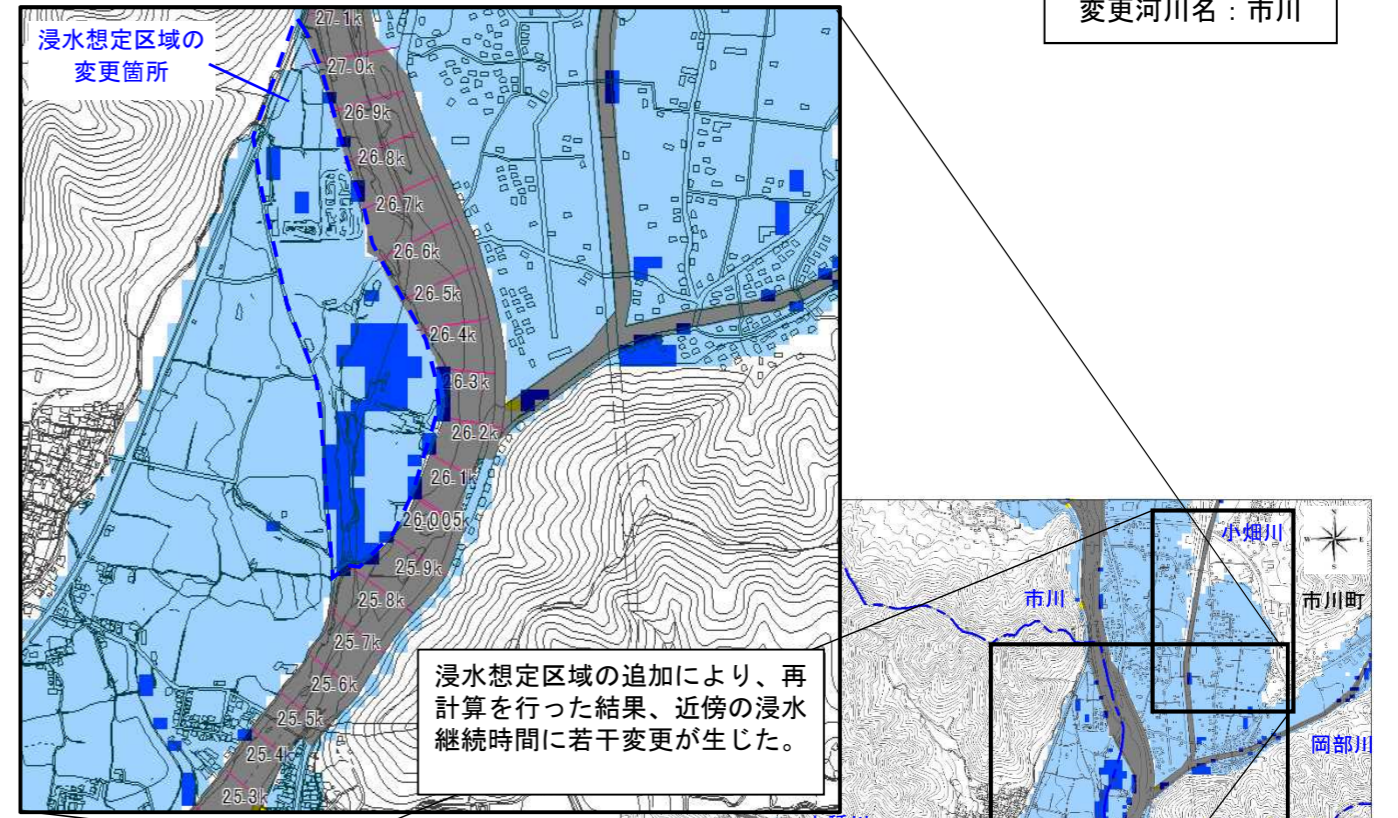 変更河川名：市川
浸水想定区域の
変更箇所
27.1k
27.0k
26.9k
26.8k
26.7k
26.6k
26.5k
26.4k
26.3k
26.2k
26.1k
26.005k
25.9k
25.8k
25.7k
25.6k
25.5k
25.4k
25.3k
浸水想定区域の追加により、再
計算を行った結果、近傍の浸水
継続時間に若干変更が生じた。
小畑川
N
W
E
S
市川
市川町
岡部川